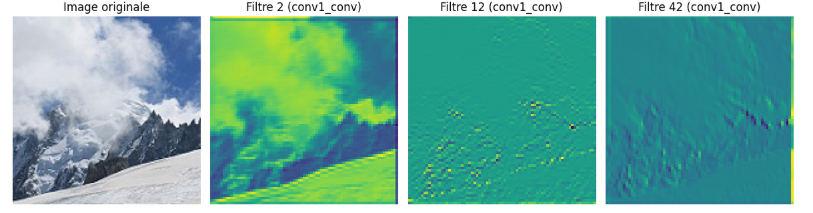 Image originale
Filtre 2 (conv1_conv)
Filtre 12 (conv1_conv)
Filtre 42 (conv1_conv)